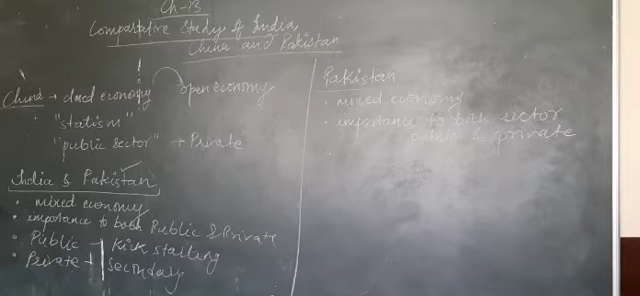 Ch-13
Comparative Study of India,
China and Pakistan
China → closed economy open economy
"statism"
"public sector" → Private
India & Pakistan
• mixed economy
• importance to both Public & Private
• Public → Kick starting
• Private → secondary
Pakistan
• mixed economy
• importance to both sector
public & private